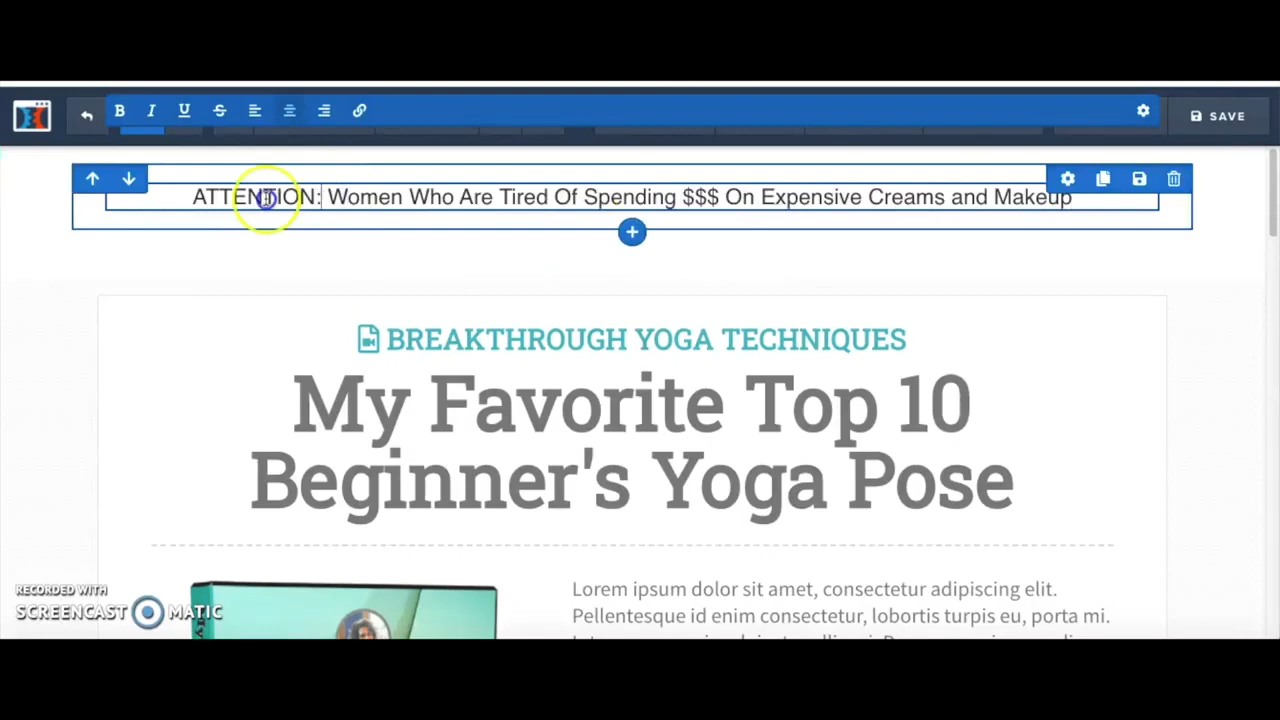 B I U S
SAVE
ATTENTION: Women Who Are Tired Of Spending $$$ On Expensive Creams and Makeup
BREAKTHROUGH YOGA TECHNIQUES
My Favorite Top 10
Beginner's Yoga Pose
Lorem ipsum dolor sit amet, consectetur adipiscing elit.
Pellentesque id enim consectetur, lobortis turpis eu, porta mi.
RECORDED WITH
SCREENCAST MATIC